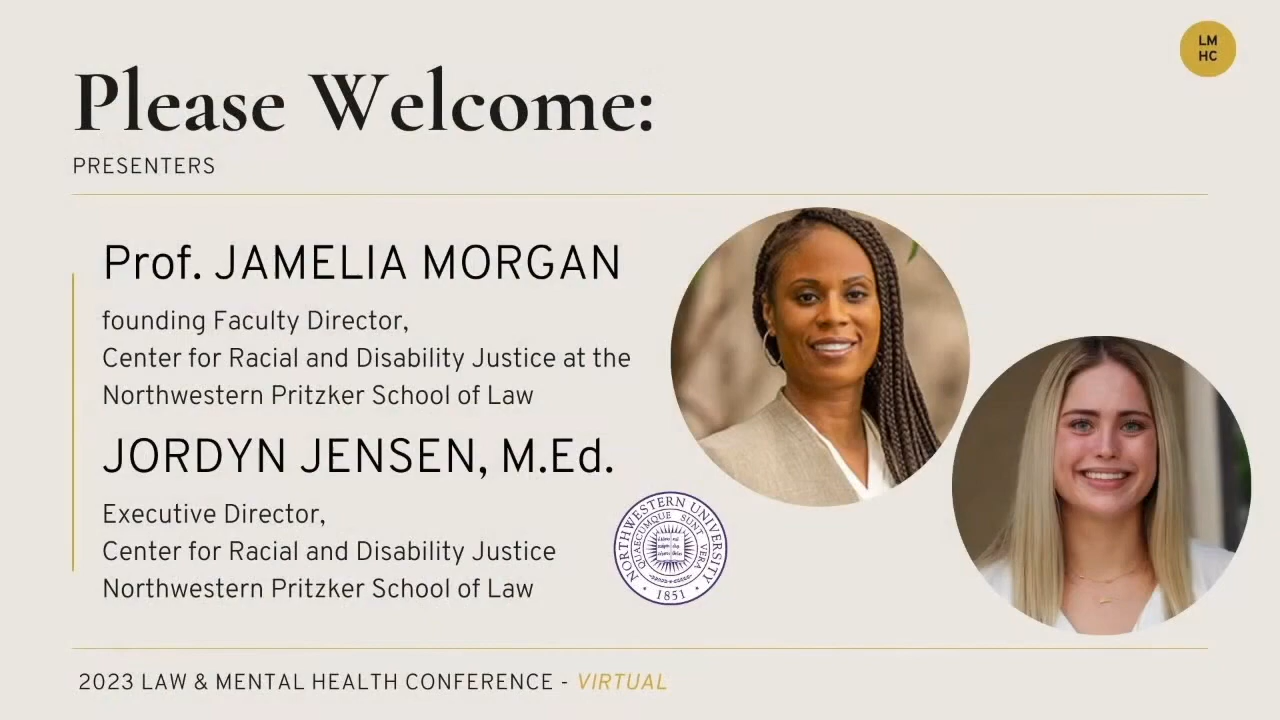 LM
HC
Please Welcome:
PRESENTERS
Prof. JAMELIA MORGAN
founding Faculty Director,
Center for Racial and Disability Justice at the
Northwestern Pritzker School of Law
JORDYN JENSEN, M.Ed.
Executive Director,
Center for Racial and Disability Justice
Northwestern Pritzker School of Law
NORTHWESTERN UNIVERSITY
QUAECUMQUE SUNT VERA
1851
2023 LAW & MENTAL HEALTH CONFERENCE - VIRTUAL